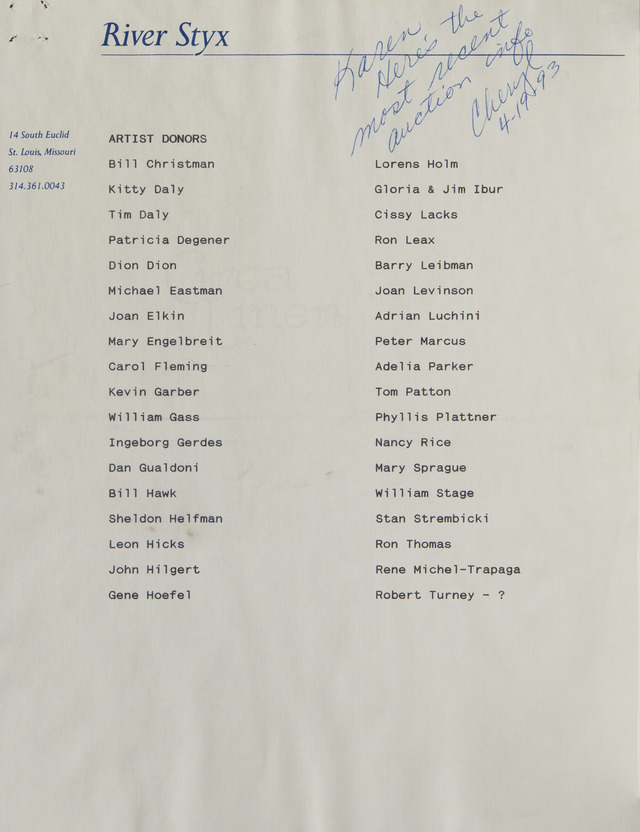 River Styx
Karen
Here's the
most recent
auction info
Cheryl
4-19-93
14 South Euclid
St. Louis, Missouri
63108
314.361.0043
ARTIST DONORS
Bill Christman
Kitty Daly
Tim Daly
Patricia Degener
Dion Dion
Michael Eastman
Joan Elkin
Mary Engelbreit
Carol Fleming
Kevin Garber
William Gass
Ingeborg Gerdes
Dan Gualdoni
Bill Hawk
Sheldon Helfman
Leon Hicks
John Hilgert
Gene Hoefel
Lorens Holm
Gloria & Jim Ibur
Cissy Lacks
Ron Leax
Barry Leibman
Joan Levinson
Adrian Luchini
Peter Marcus
Adelia Parker
Tom Patton
Phyllis Plattner
Nancy Rice
Mary Sprague
William Stage
Stan Strembicki
Ron Thomas
Rene Michel-Trapaga
Robert Turney - ?